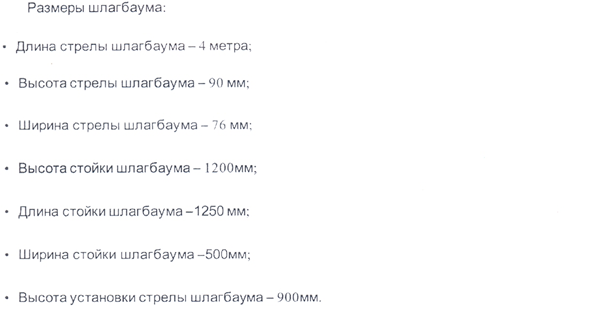 Размеры шлагбаума:
• Длина стрелы шлагбаума – 4 метра;
• Высота стрелы шлагбаума – 90 мм;
• Ширина стрелы шлагбаума – 76 мм;
• Высота стойки шлагбаума – 1200мм;
• Длина стойки шлагбаума –1250 мм;
• Ширина стойки шлагбаума –500мм;
• Высота установки стрелы шлагбаума – 900мм.